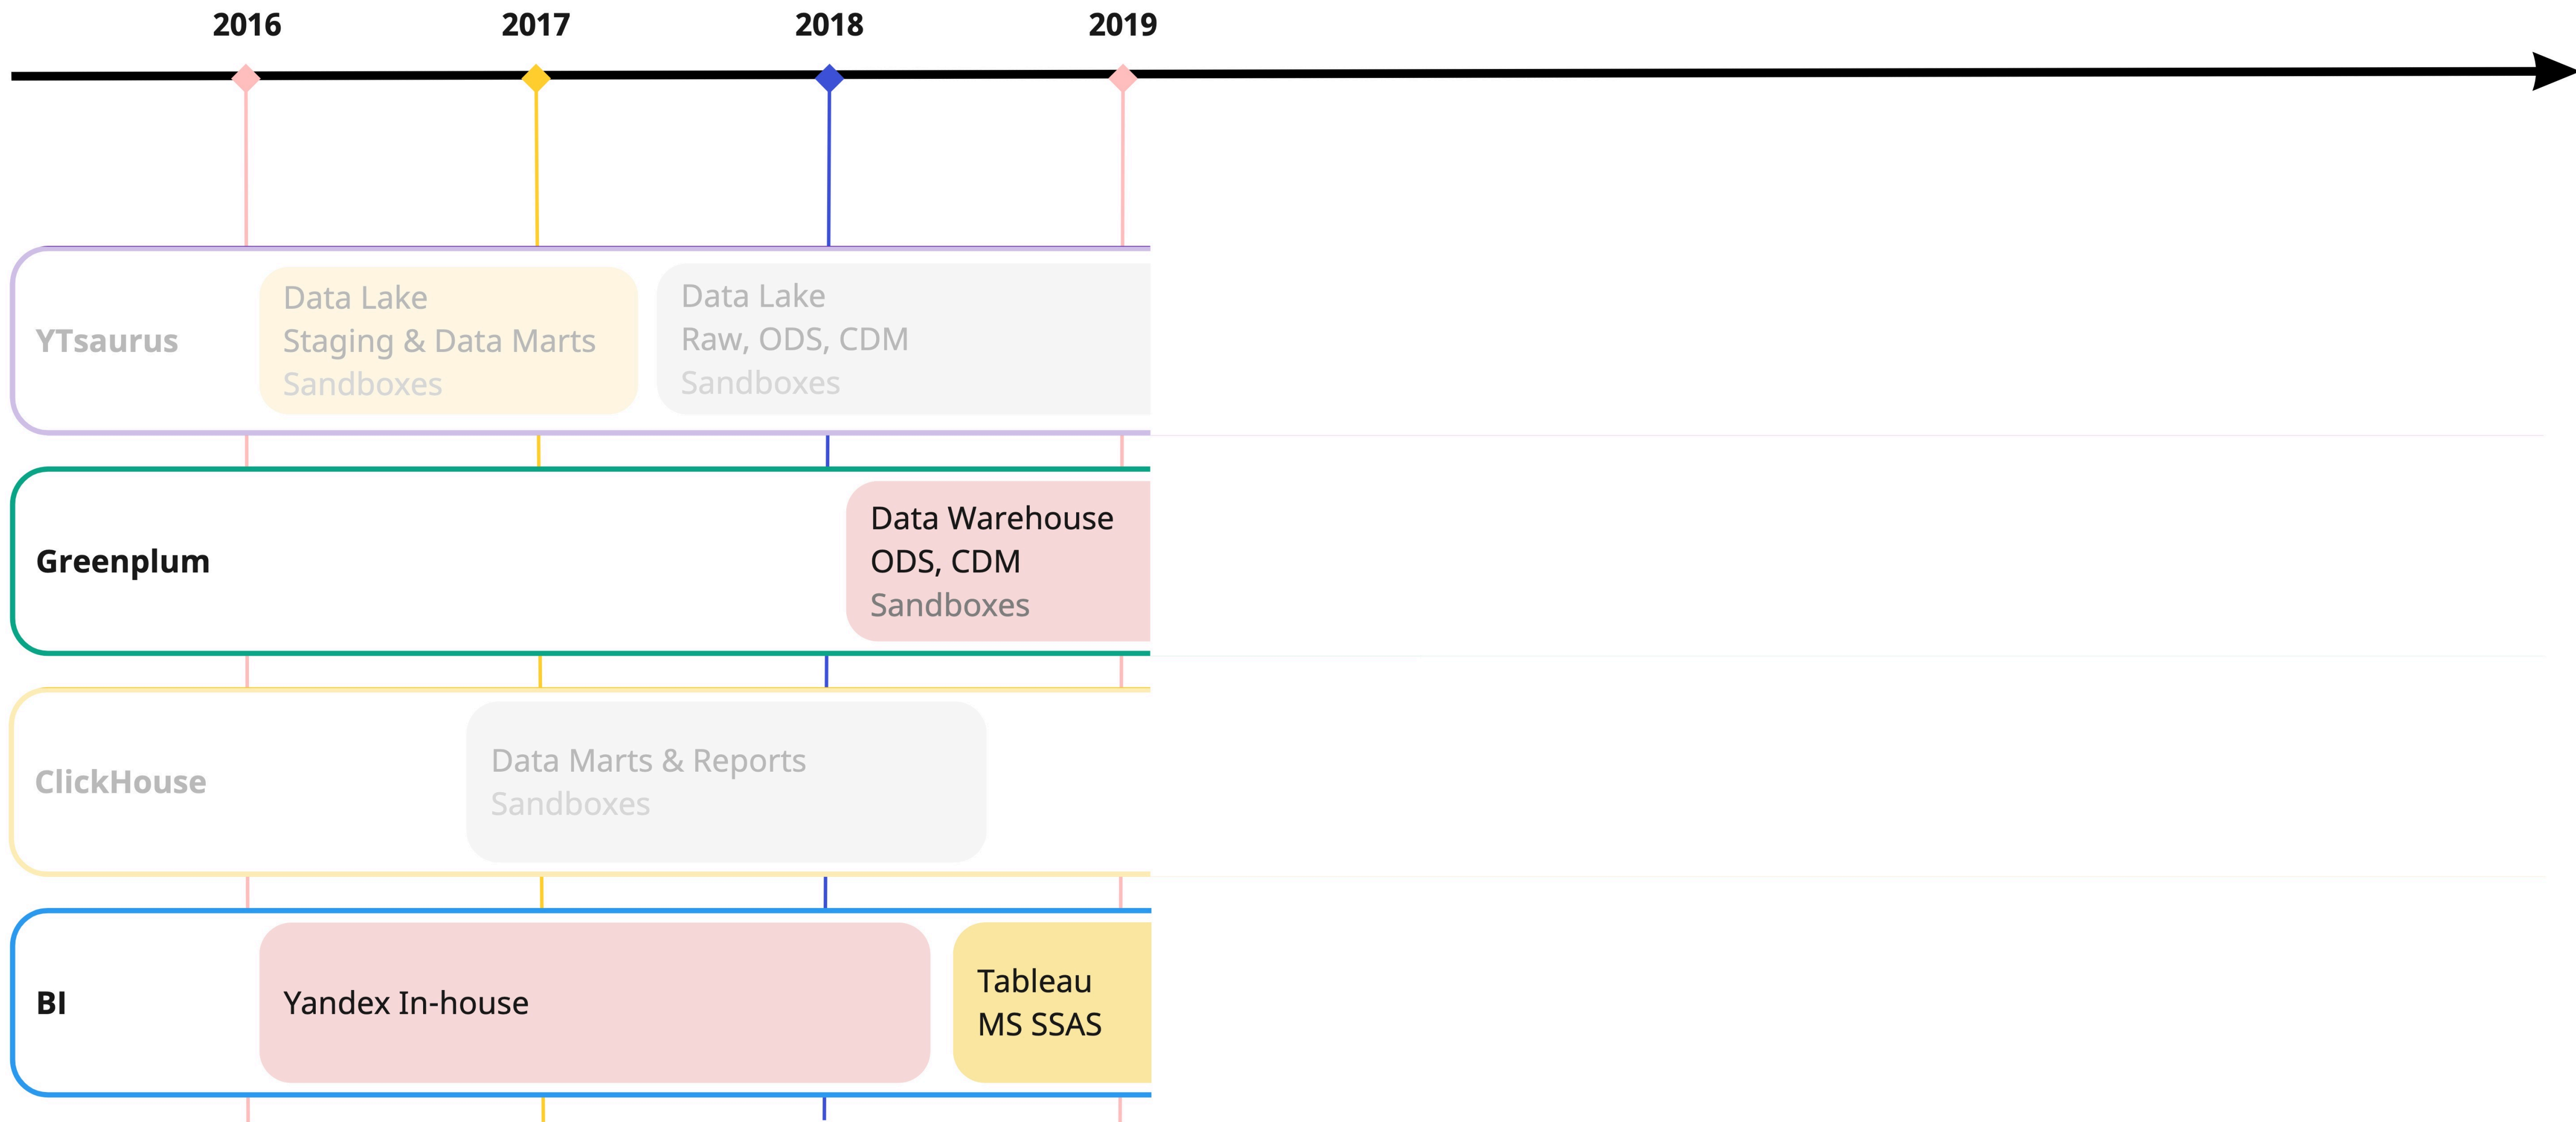 2016
2017
2018
2019
YTsaurus
Data Lake
Staging & Data Marts
Sandboxes
Data Lake
Raw, ODS, CDM
Sandboxes
Greenplum
Data Warehouse
ODS, CDM
Sandboxes
ClickHouse
Data Marts & Reports
Sandboxes
BI
Yandex In-house
Tableau
MS SSAS